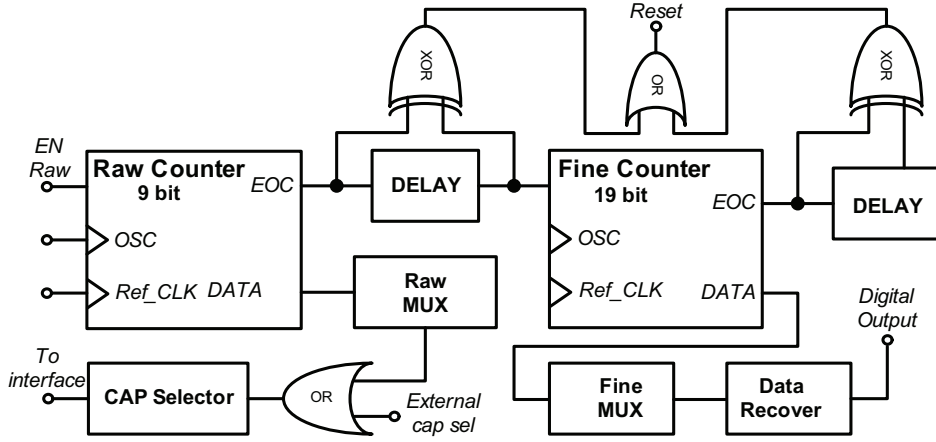 Reset
XOR
OR
XOR
EN
Raw
Raw Counter
9 bit
EOC
OSC
Ref_CLK
DATA
DELAY
Fine Counter
19 bit
EOC
OSC
Ref_CLK
DATA
DELAY
Raw
MUX
Digital
Output
To
interface
CAP Selector
OR
External
cap sel
Fine
MUX
Data
Recover